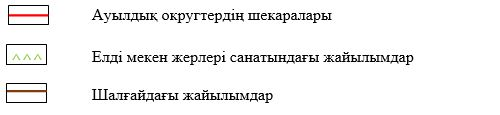 Ауылдық округтердің шекаралары
Елді мекен жерлері санатындағы жайылымдар
Шалғайдағы жайылымдар